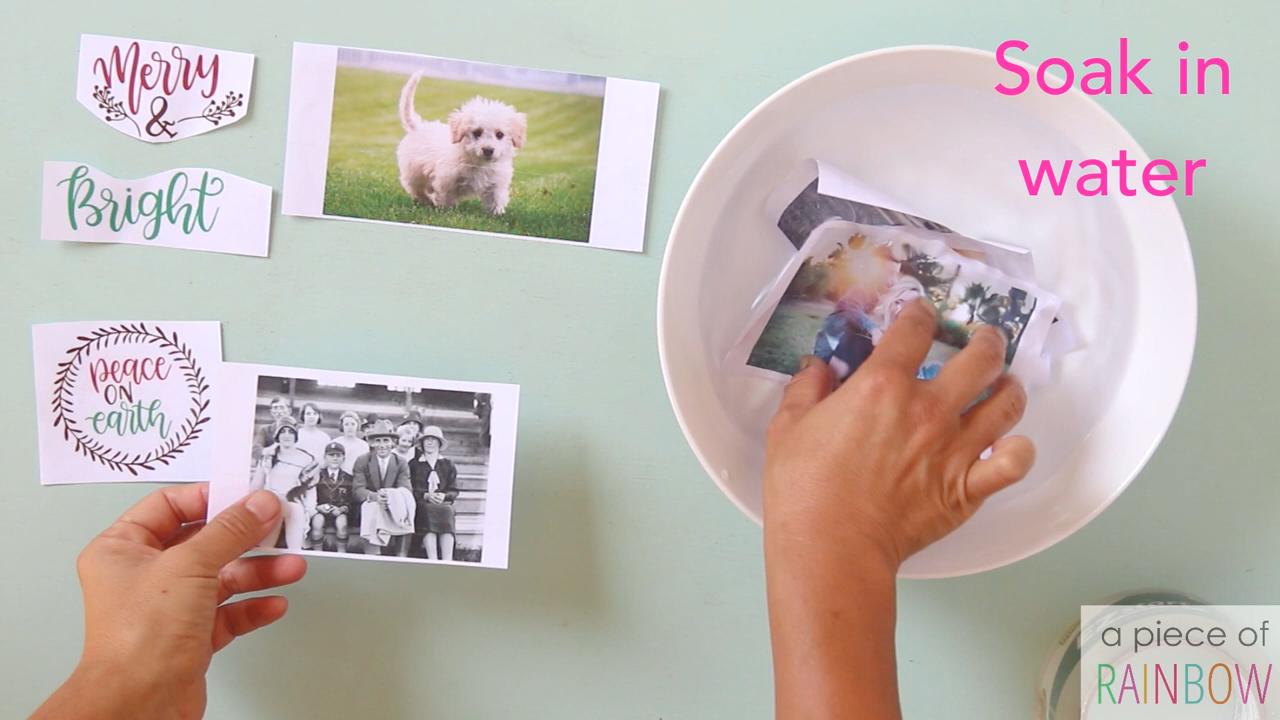 Merry
&
Bright
peace
ON
earth
Soak in
water
a piece of
RAINBOW